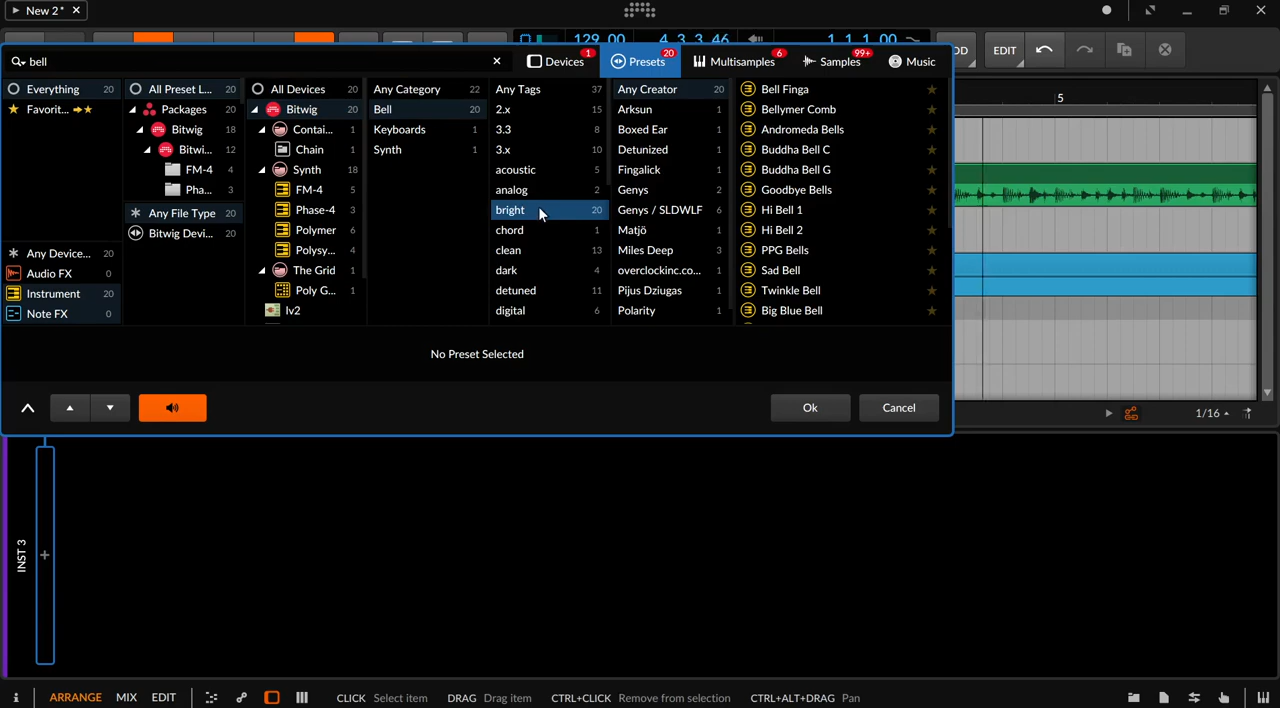 New 2*
129.00
4.3.3.46
1.1.1.00
OD
EDIT
bell
Devices 1
Presets 20
Multisamples 6
Samples 99+
Music
Everything 20
Favorit...
Any Device... 20
Audio FX 0
Instrument 20
Note FX 0
All Preset L... 20
Packages 20
Bitwig 18
Bitwi... 12
FM-4 4
Pha... 3
Any File Type 20
Bitwig Devi... 20
All Devices 20
Bitwig 20
Contai... 1
Chain 1
Synth 18
FM-4 5
Phase-4 3
Polymer 6
Polysy... 4
The Grid 1
Poly G... 1
lv2
Any Category 22
Bell 20
Keyboards 1
Synth 1
Any Tags 37
2.x 15
3.3 8
3.x 10
acoustic 5
analog 2
bright 20
chord 1
clean 13
dark 4
detuned 11
digital 6
Any Creator 20
Arksun 1
Boxed Ear 1
Detunized 1
Fingalick 1
Genys 2
Genys / SLDWLF 6
Matjö 1
Miles Deep 3
overclockinc.co... 1
Pijus Dziugas 1
Polarity 1
Bell Finga
Bellymer Comb
Andromeda Bells
Buddha Bell C
Buddha Bell G
Goodbye Bells
Hi Bell 1
Hi Bell 2
PPG Bells
Sad Bell
Twinkle Bell
Big Blue Bell
No Preset Selected
Ok
Cancel
5
1/16
INST 3
+
i
ARRANGE
MIX
EDIT
CLICK Select item
DRAG Drag item
CTRL+CLICK Remove from selection
CTRL+ALT+DRAG Pan